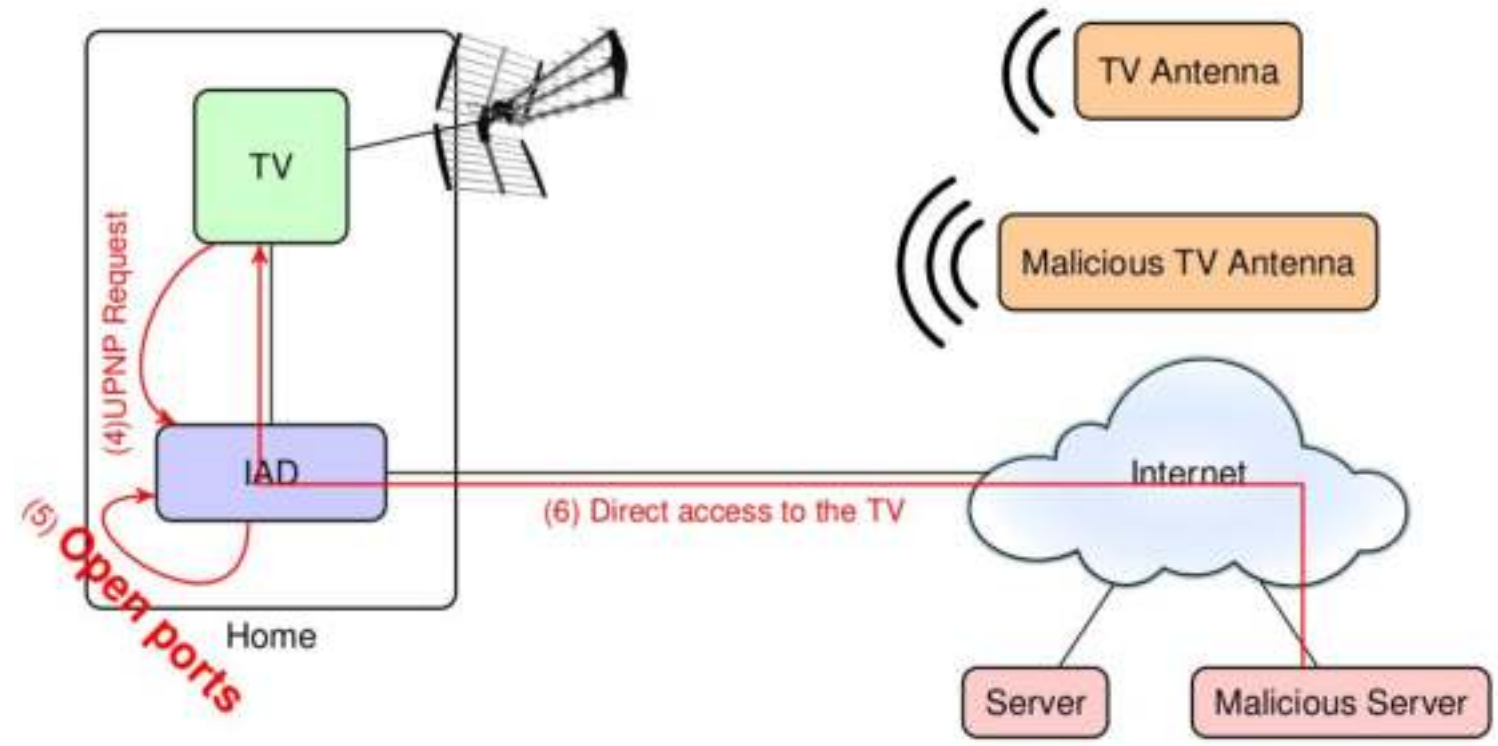 TV Antenna
TV
Malicious TV Antenna
(4)UPNP Request
IAD
Internet
(6) Direct access to the TV
(5) Open ports
Home
Server
Malicious Server